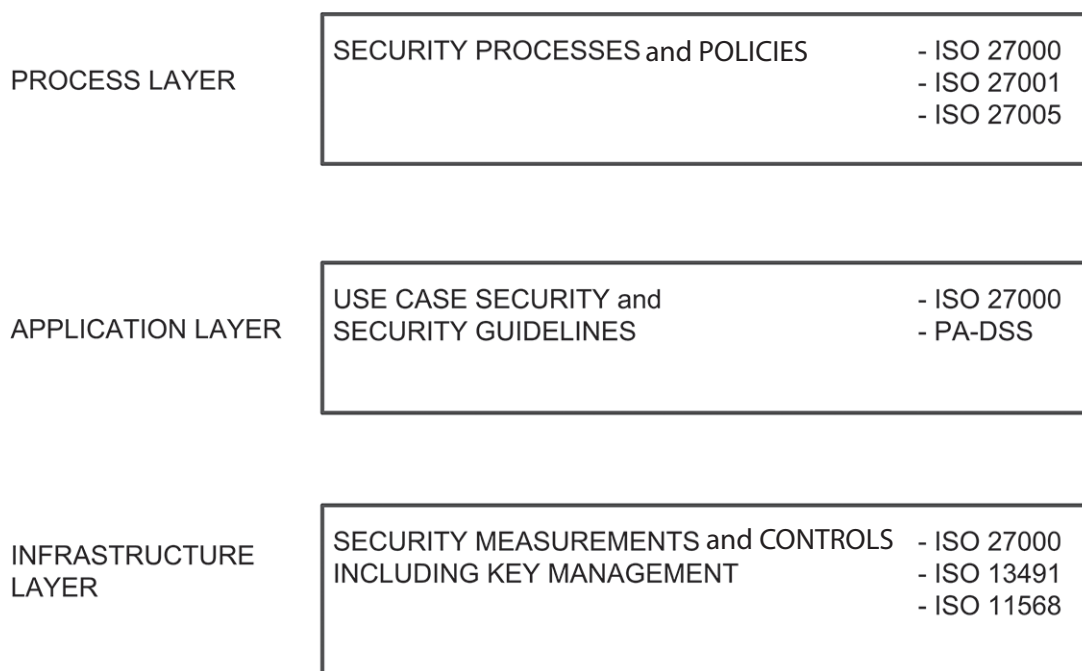 PROCESS LAYER
SECURITY PROCESSES and POLICIES
- ISO 27000
- ISO 27001
- ISO 27005
APPLICATION LAYER
USE CASE SECURITY and
SECURITY GUIDELINES
- ISO 27000
- PA-DSS
INFRASTRUCTURE
LAYER
SECURITY MEASUREMENTS and CONTROLS
INCLUDING KEY MANAGEMENT
- ISO 27000
- ISO 13491
- ISO 11568